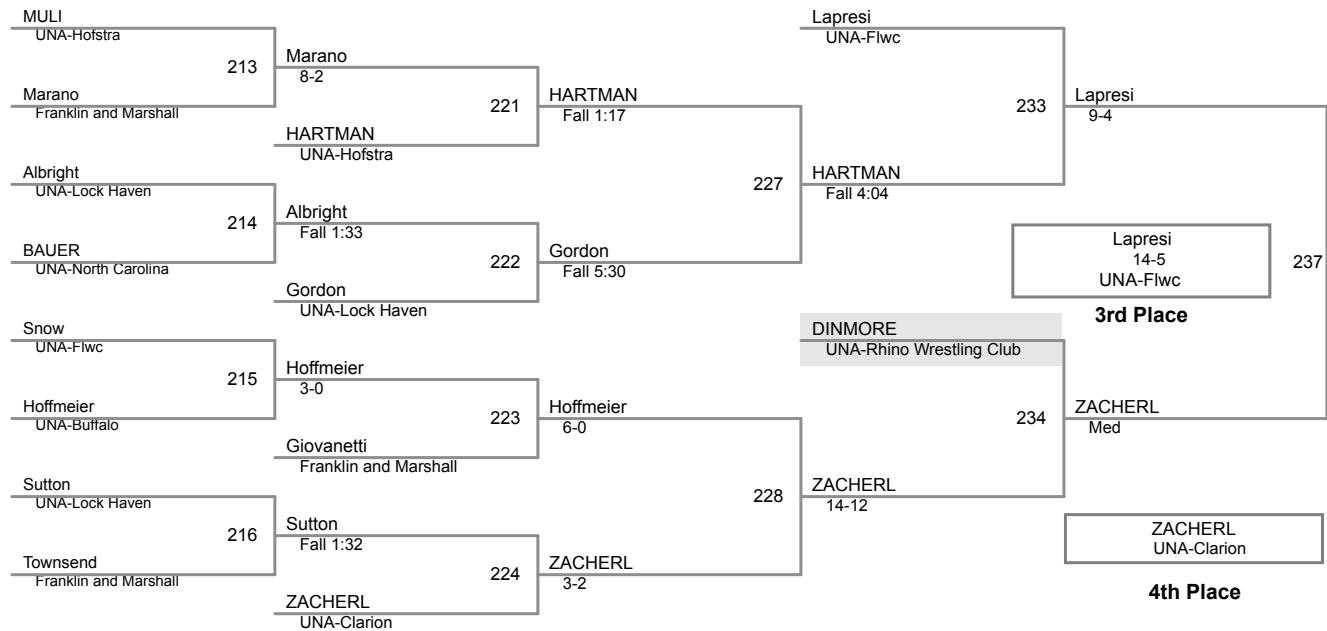 MULI
UNA-Hofstra
213
Marano
Franklin and Marshall
Albright
UNA-Lock Haven
214
BAUER
UNA-North Carolina
Snow
UNA-Flwc
215
Hoffmeier
UNA-Buffalo
Sutton
UNA-Lock Haven
216
Townsend
Franklin and Marshall
Marano
8-2
221
HARTMAN
UNA-Hofstra
Albright
Fall 1:33
222
Gordon
UNA-Lock Haven
Hoffmeier
3-0
223
Giovanetti
Franklin and Marshall
Sutton
Fall 1:32
224
ZACHERL
UNA-Clarion
HARTMAN
Fall 1:17
227
Gordon
Fall 5:30
Hoffmeier
6-0
228
ZACHERL
3-2
Lapresi
UNA-Flwc
233
HARTMAN
Fall 4:04
DINMORE
UNA-Rhino Wrestling Club
234
ZACHERL
14-12
Lapresi
9-4
237
ZACHERL
Med
Lapresi
14-5
UNA-Flwc
3rd Place
ZACHERL
UNA-Clarion
4th Place